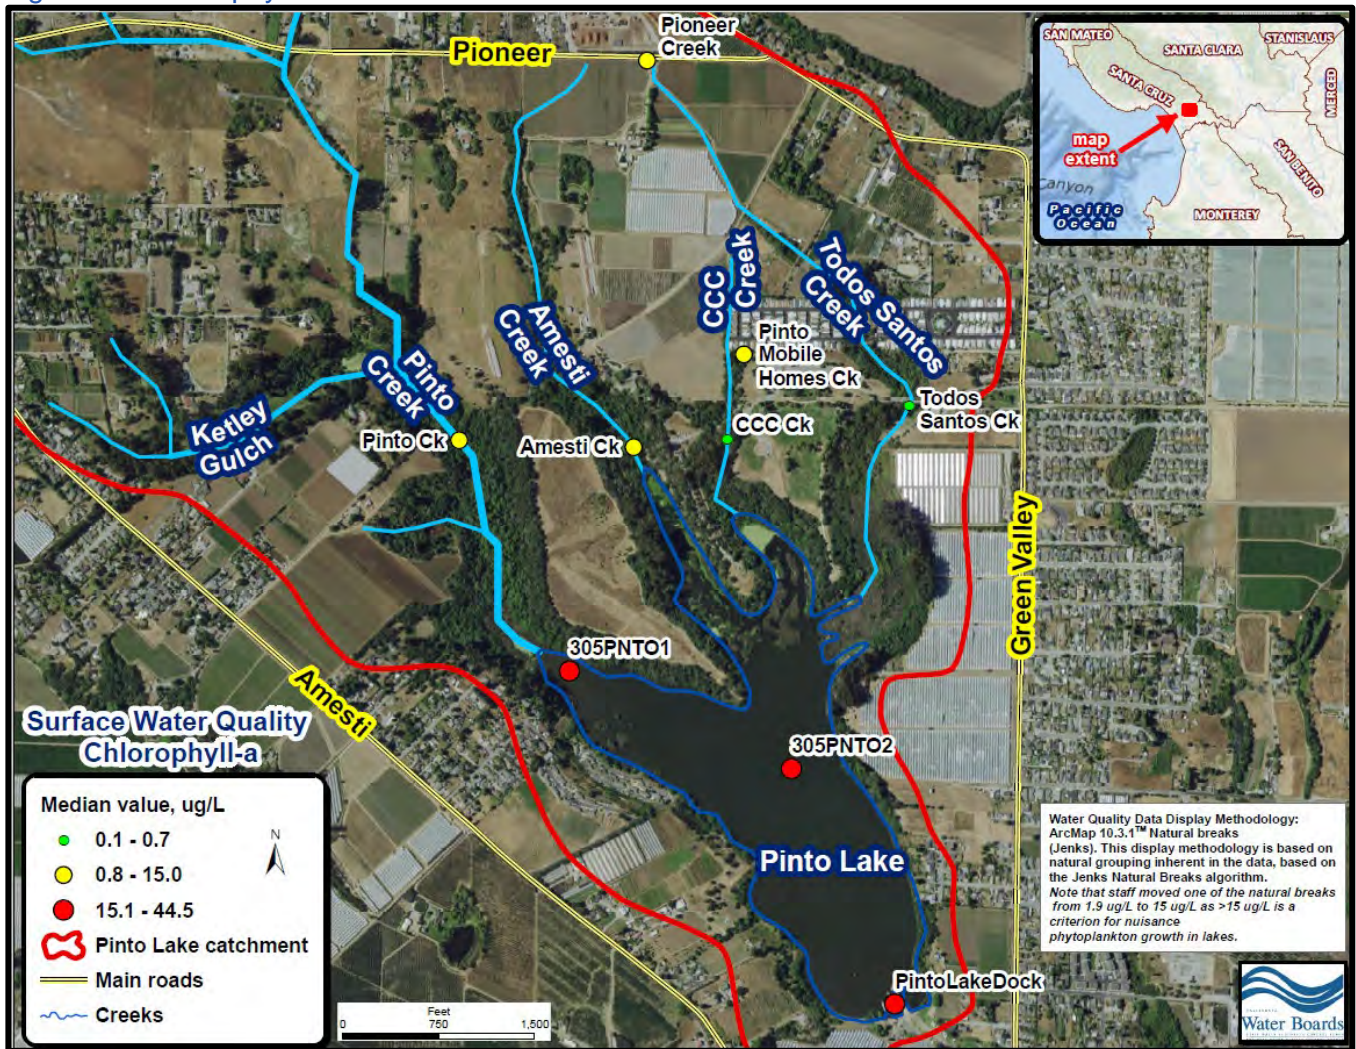 Pioneer
Creek
Pioneer
CCC
Creek
Todos Santos
Creek
Amesti
Creek
Pinto
Creek
Ketley
Gulch
Pinto
Mobile
Homes Ck
Todos
Santos Ck
CCC Ck
Pinto Ck
Amesti Ck
Green Valley
305PNTO1
305PNTO2
Amesti
Pinto Lake
PintoLakeDock
SAN MATEO
SANTA CLARA
STANISLAUS
SANTA CRUZ
MERCED
map
extent
SAN BENITO
Canyon
Pacific
Ocean
MONTEREY
Surface Water Quality
Chlorophyll-a
Median value, ug/L
N
0.1 - 0.7
0.8 - 15.0
15.1 - 44.5
Pinto Lake catchment
Main roads
Creeks
Feet
0 750 1,500
Water Quality Data Display Methodology:
ArcMap 10.3.1™ Natural breaks
(Jenks). This display methodology is based on
natural grouping inherent in the data, based on
the Jenks Natural Breaks algorithm.
Note that staff moved one of the natural breaks
from 1.9 ug/L to 15 ug/L as >15 ug/L is a
criterion for nuisance
phytoplankton growth in lakes.
Water Boards